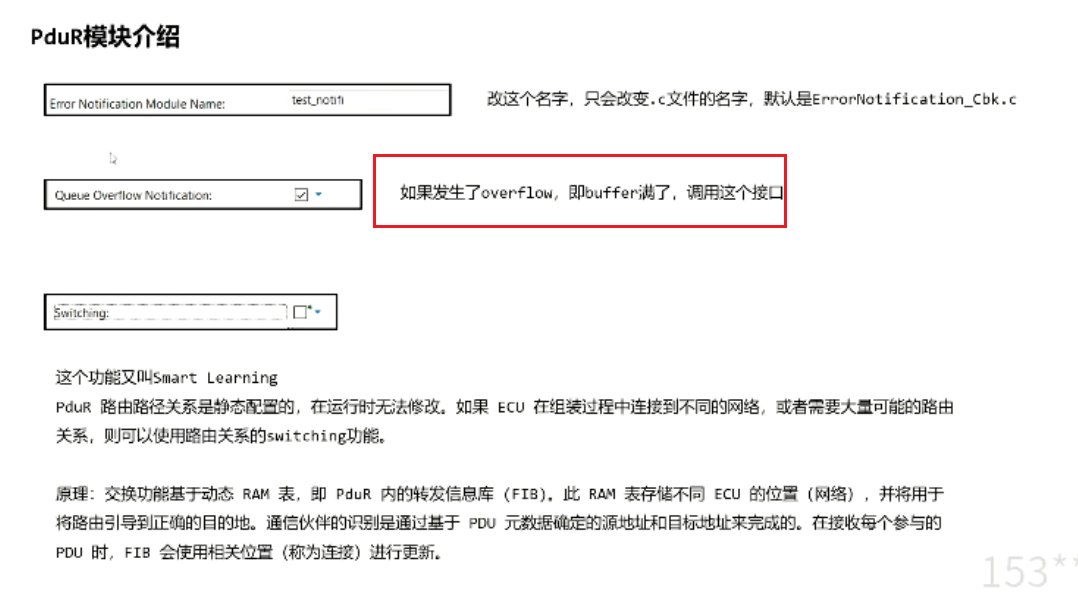 PduR模块介绍
Error Notification Module Name: test_notifi
改这个名字，只会改变.c文件的名字，默认是ErrorNotification_Cbk.c
Queue Overflow Notification:
如果发生了overflow，即buffer满了，调用这个接口
Switching:
这个功能又叫Smart Learning
PduR 路由路径关系是静态配置的，在运行时无法修改。如果 ECU 在组装过程中连接到不同的网络，或者需要大量可能的路由
关系，则可以使用路由关系的switching功能。
原理：交换功能基于动态 RAM 表，即 PduR 内的转发信息库（FIB）。此 RAM 表存储不同 ECU 的位置（网络），并将用于
将路由引导到正确的目的地。通信伙伴的识别是通过基于 PDU 元数据确定的源地址和目标地址来完成的。在接收每个参与的
PDU 时，FIB 会使用相关位置（称为连接）进行更新。
153**